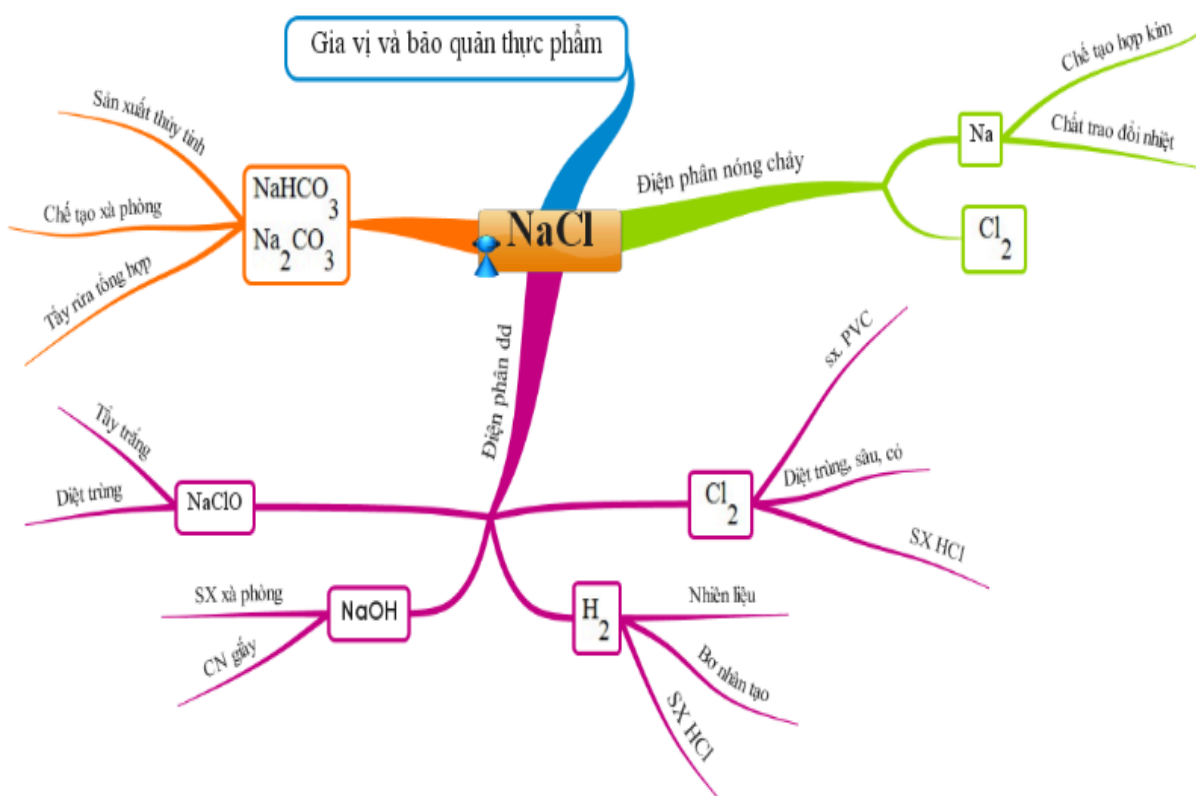 Gia vị và bảo quản thực phẩm
NaCl
Điện phân nóng chảy
Na
Chế tạo hợp kim
Chất trao đổi nhiệt
Cl2
NaHCO3
Na2CO3
Sản xuất thủy tinh
Chế tạo xà phòng
Tẩy rửa tổng hợp
Điện phân dd
NaClO
Tẩy trắng
Diệt trùng
NaOH
SX xà phòng
CN giấy
Cl2
sx. PVC
Diệt trùng, sâu, cỏ
SX HCl
H2
Nhiên liệu
Bơ nhân tạo
SX HCl